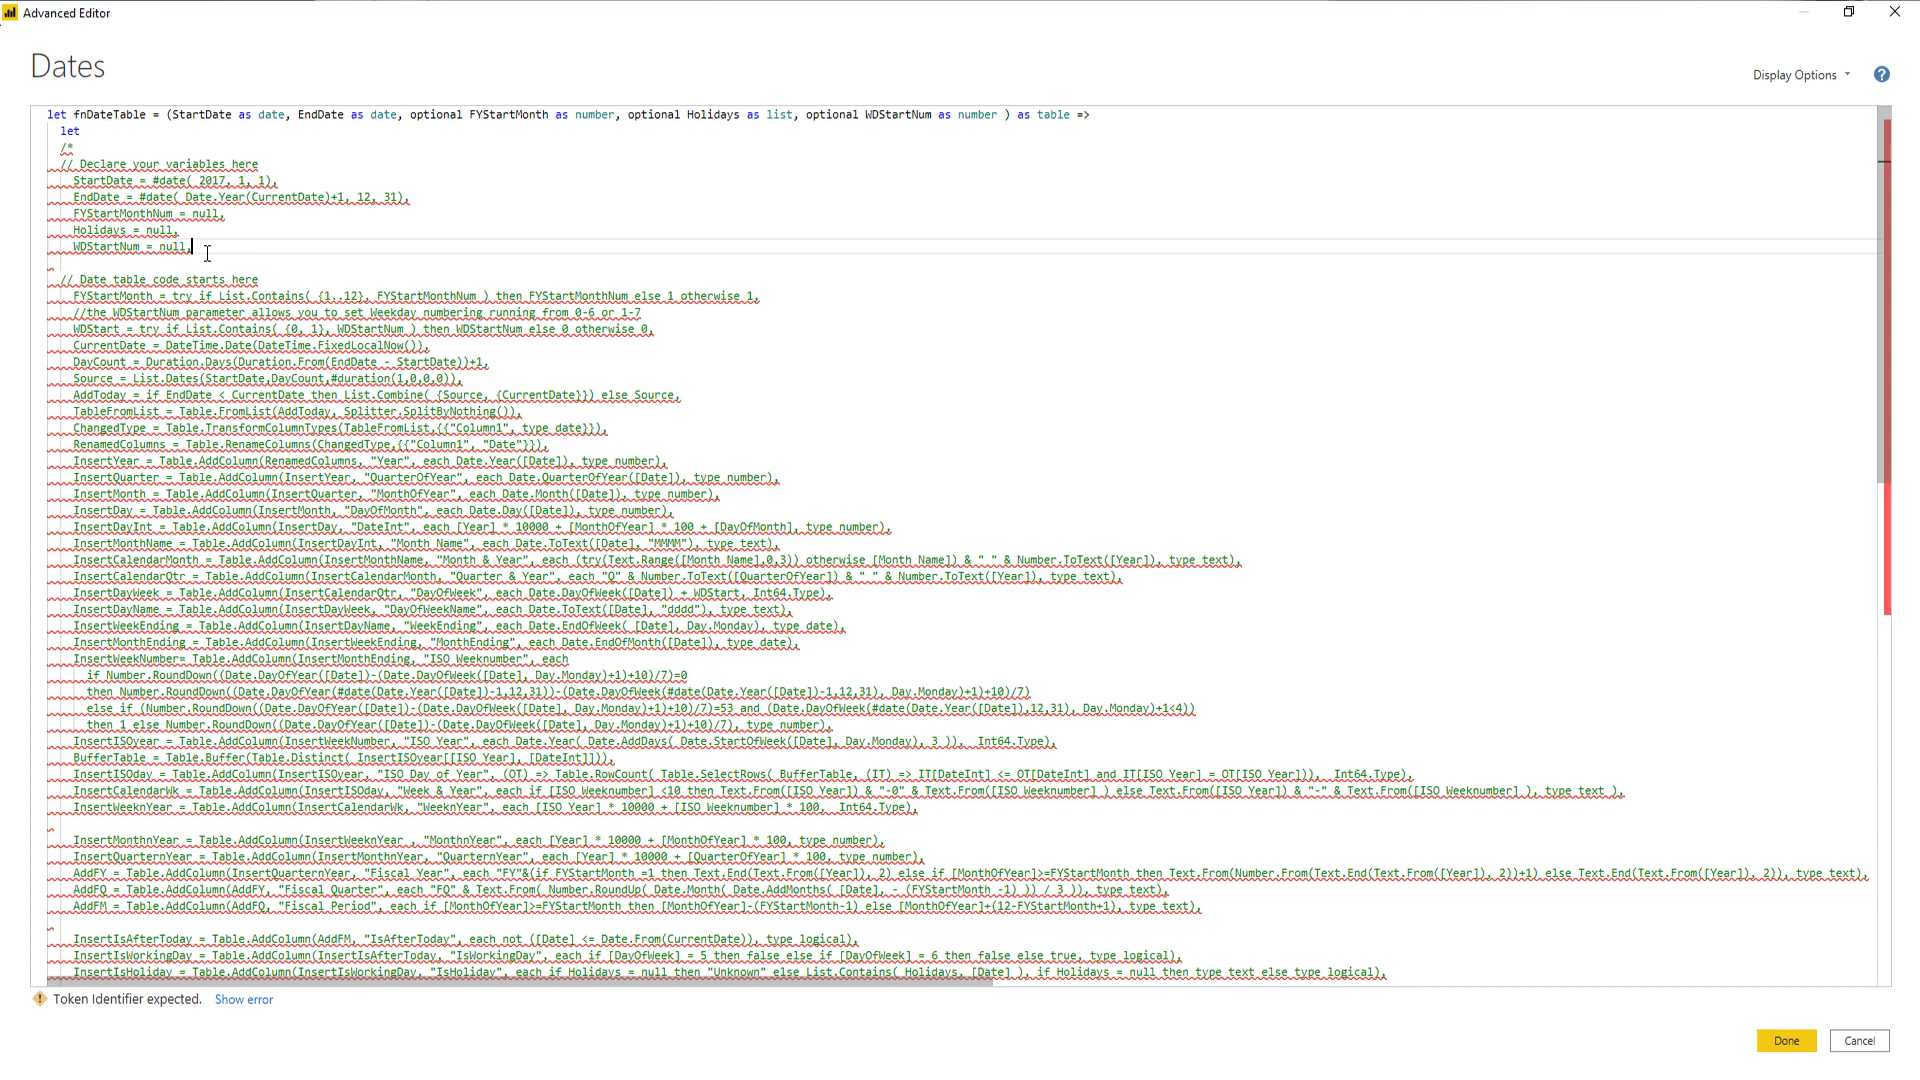 Advanced Editor
Dates
Display Options
?
let fnDateTable = (StartDate as date, EndDate as date, optional FYStartMonth as number, optional Holidays as list, optional WDStartNum as number ) as table =>
let
/*
// Declare your variables here
StartDate = #date( 2017, 1, 1),
EndDate = #date( Date.Year(CurrentDate)+1, 12, 31),
FYStartMonthNum = null,
Holidays = null,
WDStartNum = null,
// Date table code starts here
FYStartMonth = try if List.Contains( {1..12}, FYStartMonthNum ) then FYStartMonthNum else 1 otherwise 1,
//the WDStartNum parameter allows you to set Weekday numbering running from 0-6 or 1-7
WDStart = try if List.Contains( {0, 1}, WDStartNum ) then WDStartNum else 0 otherwise 0,
CurrentDate = DateTime.Date(DateTime.FixedLocalNow()),
DayCount = Duration.Days(Duration.From(EndDate - StartDate))+1,
Source = List.Dates(StartDate,DayCount,#duration(1,0,0,0)),
AddToday = if EndDate < CurrentDate then List.Combine( {Source, {CurrentDate}}) else Source,
TableFromList = Table.FromList(AddToday, Splitter.SplitByNothing()),
ChangedType = Table.TransformColumnTypes(TableFromList,{{"Column1", type date}}),
RenamedColumns = Table.RenameColumns(ChangedType,{{"Column1", "Date"}}),
InsertYear = Table.AddColumn(RenamedColumns, "Year", each Date.Year([Date]), type number),
InsertQuarter = Table.AddColumn(InsertYear, "QuarterOfYear", each Date.QuarterOfYear([Date]), type number),
InsertMonth = Table.AddColumn(InsertQuarter, "MonthOfYear", each Date.Month([Date]), type number),
InsertDay = Table.AddColumn(InsertMonth, "DayOfMonth", each Date.Day([Date]), type number),
InsertDayInt = Table.AddColumn(InsertDay, "DateInt", each [Year] * 10000 + [MonthOfYear] * 100 + [DayOfMonth], type number),
InsertMonthName = Table.AddColumn(InsertDayInt, "Month Name", each Date.ToText([Date], "MMMM"), type text),
InsertCalendarMonth = Table.AddColumn(InsertMonthName, "Month & Year", each (try(Text.Range([Month Name],0,3)) otherwise [Month Name]) & " " & Number.ToText([Year]), type text),
InsertCalendarQtr = Table.AddColumn(InsertCalendarMonth, "Quarter & Year", each "Q" & Number.ToText([QuarterOfYear]) & " " & Number.ToText([Year]), type text),
InsertDayWeek = Table.AddColumn(InsertCalendarQtr, "DayOfWeek", each Date.DayOfWeek([Date]) + WDStart, Int64.Type),
InsertDayName = Table.AddColumn(InsertDayWeek, "DayOfWeekName", each Date.ToText([Date], "dddd"), type text),
InsertWeekEnding = Table.AddColumn(InsertDayName, "WeekEnding", each Date.EndOfWeek( [Date], Day.Monday), type date),
InsertMonthEnding = Table.AddColumn(InsertWeekEnding, "MonthEnding", each Date.EndOfMonth([Date]), type date),
InsertWeekNumber= Table.AddColumn(InsertMonthEnding, "ISO Weeknumber", each
if Number.RoundDown((Date.DayOfYear([Date])-(Date.DayOfWeek([Date], Day.Monday)+1)+10)/7)=0
then Number.RoundDown((Date.DayOfYear(#date(Date.Year([Date])-1,12,31))-(Date.DayOfWeek(#date(Date.Year([Date])-1,12,31), Day.Monday)+1)+10)/7)
else if (Number.RoundDown((Date.DayOfYear([Date])-(Date.DayOfWeek([Date], Day.Monday)+1)+10)/7)=53 and (Date.DayOfWeek(#date(Date.Year([Date]),12,31), Day.Monday)+1<4))
then 1 else Number.RoundDown((Date.DayOfYear([Date])-(Date.DayOfWeek([Date], Day.Monday)+1)+10)/7), type number),
InsertISOyear = Table.AddColumn(InsertWeekNumber, "ISO Year", each Date.Year( Date.AddDays( Date.StartOfWeek([Date], Day.Monday), 3 )), Int64.Type),
BufferTable = Table.Buffer(Table.Distinct( InsertISOyear[[ISO Year], [DateInt]])),
InsertISOday = Table.AddColumn(InsertISOyear, "ISO Day of Year", (OT) => Table.RowCount( Table.SelectRows( BufferTable, (IT) => IT[DateInt] <= OT[DateInt] and IT[ISO Year] = OT[ISO Year])), Int64.Type),
InsertCalendarWk = Table.AddColumn(InsertISOday, "Week & Year", each if [ISO Weeknumber] <10 then Text.From([ISO Year]) & "-0" & Text.From([ISO Weeknumber] ) else Text.From([ISO Year]) & "-" & Text.From([ISO Weeknumber] ), type text ),
InsertWeeknYear = Table.AddColumn(InsertCalendarWk, "WeeknYear", each [ISO Year] * 10000 + [ISO Weeknumber] * 100, Int64.Type),
InsertMonthnYear = Table.AddColumn(InsertWeeknYear , "MonthnYear", each [Year] * 10000 + [MonthOfYear] * 100, type number),
InsertQuarternYear = Table.AddColumn(InsertMonthnYear, "QuarternYear", each [Year] * 10000 + [QuarterOfYear] * 100, type number),
AddFY = Table.AddColumn(InsertQuarternYear, "Fiscal Year", each "FY"&(if FYStartMonth =1 then Text.End(Text.From([Year]), 2) else if [MonthOfYear]>=FYStartMonth then Text.From(Number.From(Text.End(Text.From([Year]), 2))+1) else Text.End(Text.From([Year]), 2)), type text),
AddFQ = Table.AddColumn(AddFY, "Fiscal Quarter", each "FQ" & Text.From( Number.RoundUp( Date.Month( Date.AddMonths( [Date], - (FYStartMonth -1) )) / 3 )), type text),
AddFM = Table.AddColumn(AddFQ, "Fiscal Period", each if [MonthOfYear]>=FYStartMonth then [MonthOfYear]-(FYStartMonth-1) else [MonthOfYear]+(12-FYStartMonth+1), type text),
InsertIsAfterToday = Table.AddColumn(AddFM, "IsAfterToday", each not ([Date] <= Date.From(CurrentDate)), type logical),
InsertIsWorkingDay = Table.AddColumn(InsertIsAfterToday, "IsWorkingDay", each if [DayOfWeek] = 5 then false else if [DayOfWeek] = 6 then false else true, type logical),
InsertIsHoliday = Table.AddColumn(InsertIsWorkingDay, "IsHoliday", each if Holidays = null then "Unknown" else List.Contains( Holidays, [Date] ), if Holidays = null then type text else type logical),
Token Identifier expected. Show error
Done Cancel